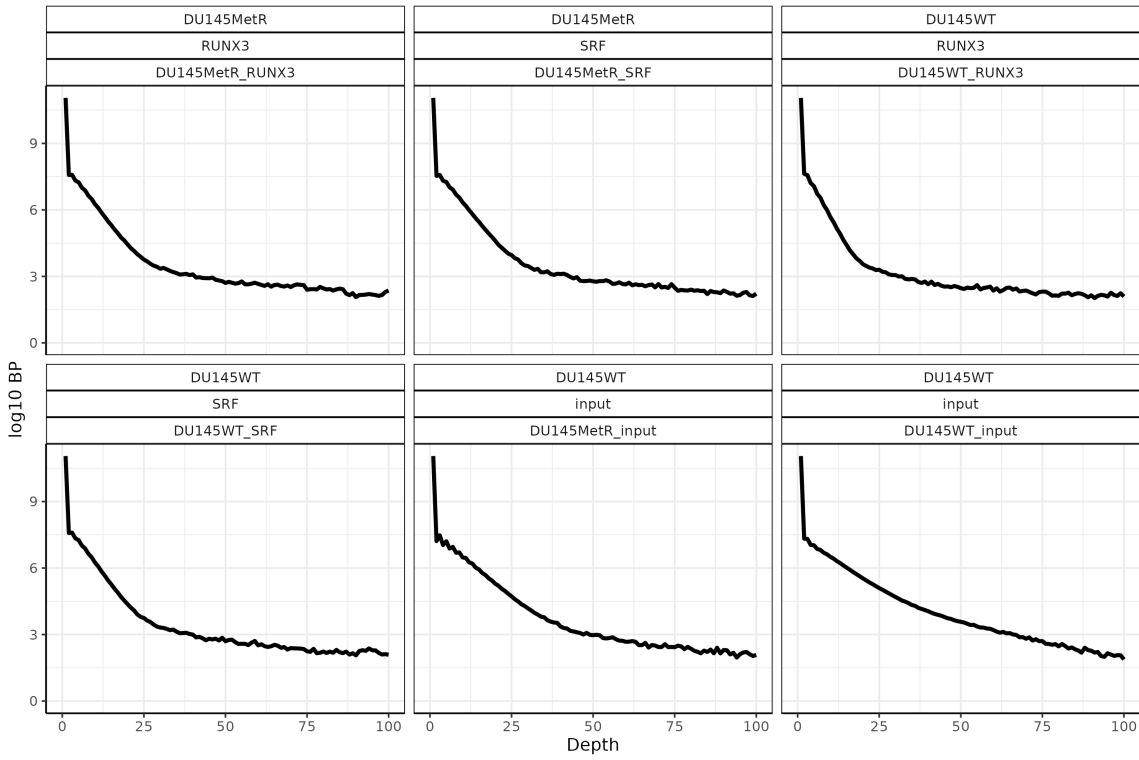 DU145MetR
DU145MetR
DU145WT
RUNX3
SRF
RUNX3
DU145MetR_RUNX3
DU145MetR_SRF
DU145WT_RUNX3
9
6
3
0
DU145WT
DU145WT
DU145WT
SRF
input
input
DU145WT_SRF
DU145MetR_input
DU145WT_input
9
6
3
0
log10 BP
0
25
50
75
100
0
25
50
75
100
0
25
50
75
100
Depth